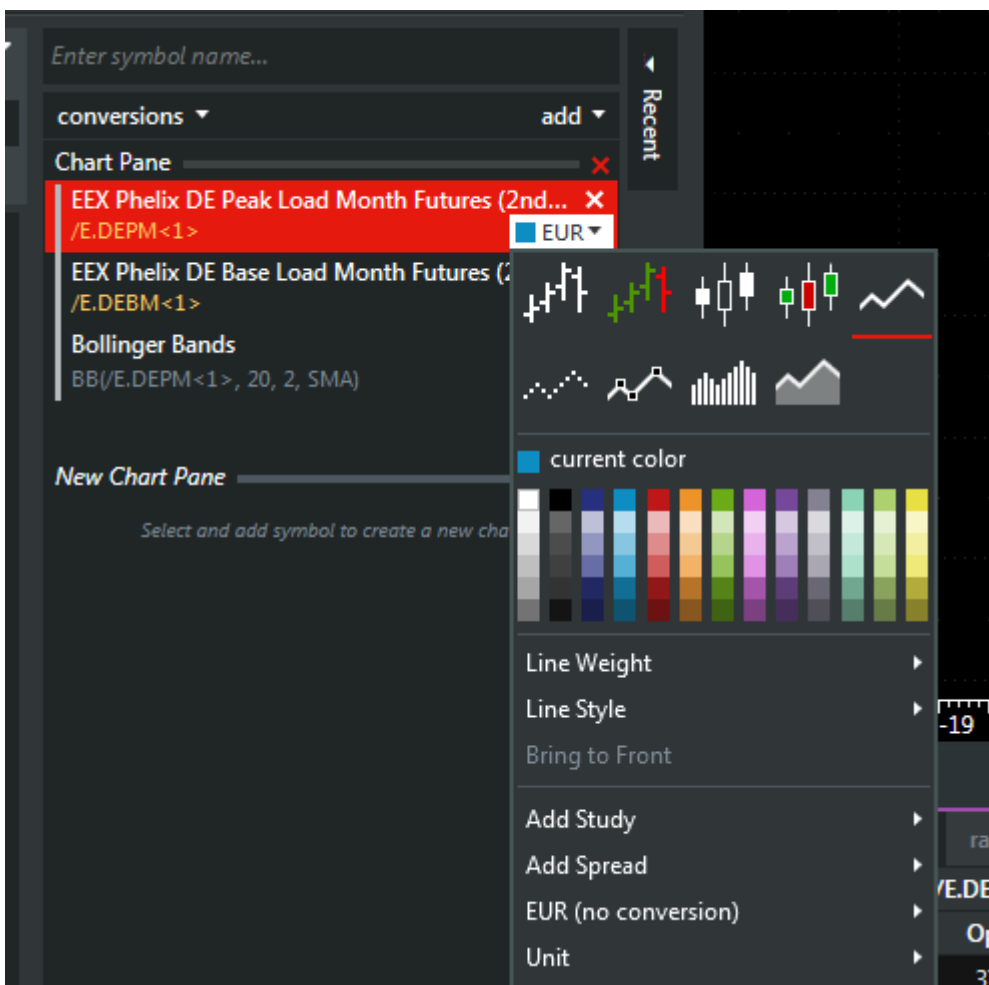 Enter symbol name...
Recent
conversions
add
Chart Pane
EEX Phelix DE Peak Load Month Futures (2nd...
/E.DEPM<1>
EUR
EEX Phelix DE Base Load Month Futures (2
/E.DEBM<1>
Bollinger Bands
BB(/E.DEPM<1>, 20, 2, SMA)
New Chart Pane
Select and add symbol to create a new cha
current color
Line Weight
Line Style
-19
Bring to Front
Add Study
ra
Add Spread
/E.DE
EUR (no conversion)
Op
Unit